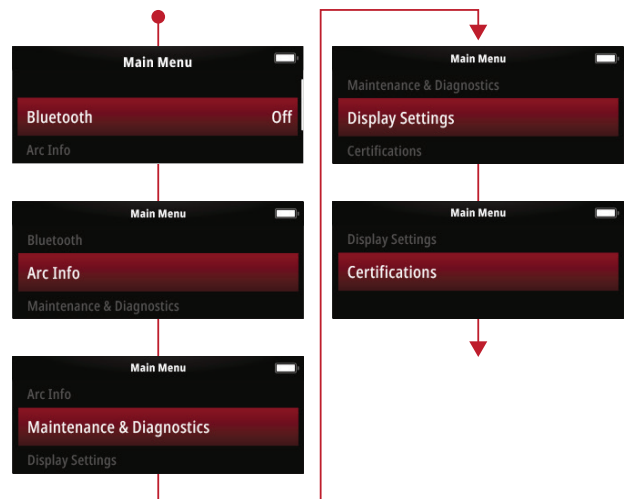 Main Menu
Bluetooth Off
Arc Info
Main Menu
Bluetooth
Arc Info
Maintenance & Diagnostics
Main Menu
Arc Info
Maintenance & Diagnostics
Display Settings
Main Menu
Maintenance & Diagnostics
Display Settings
Certifications
Main Menu
Display Settings
Certifications